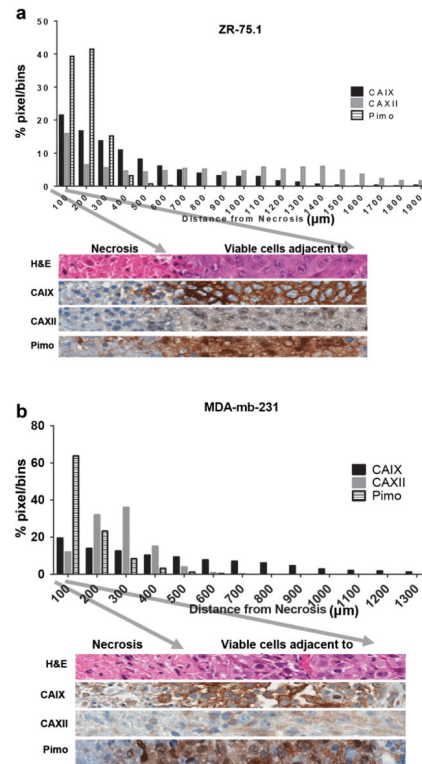 a
ZR-75.1
% pixel/bins
50
40
30
20
10
0
CAIX
CAXII
Pimo
100 200 300 400 500 600 700 800 900 1000 1100 1200 1300 1400 1500 1600 1700 1800 1900
Distance from Necrosis (μm)
Necrosis Viable cells adjacent to
H&E
CAIX
CAXII
Pimo
b
MDA-mb-231
% pixel/bins
80
60
40
20
0
CAIX
CAXII
Pimo
100 200 300 400 500 600 700 800 900 1000 1100 1200 1300
Distance from Necrosis (μm)
Necrosis Viable cells adjacent to
H&E
CAIX
CAXII
Pimo